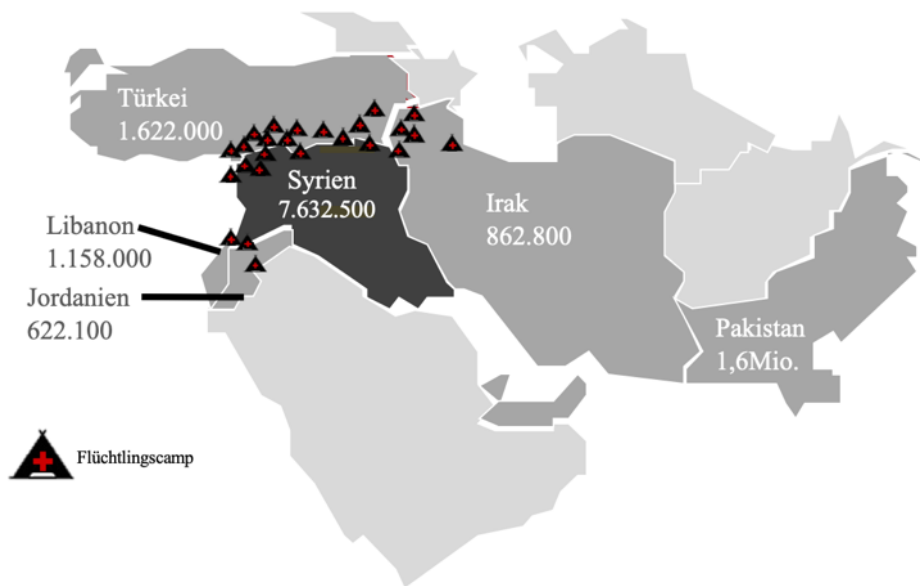 Türkei
1.622.000
Syrien
7.632.500
Irak
862.800
Libanon
1.158.000
Jordanien
622.100
Pakistan
1,6Mio.
Flüchtlingscamp